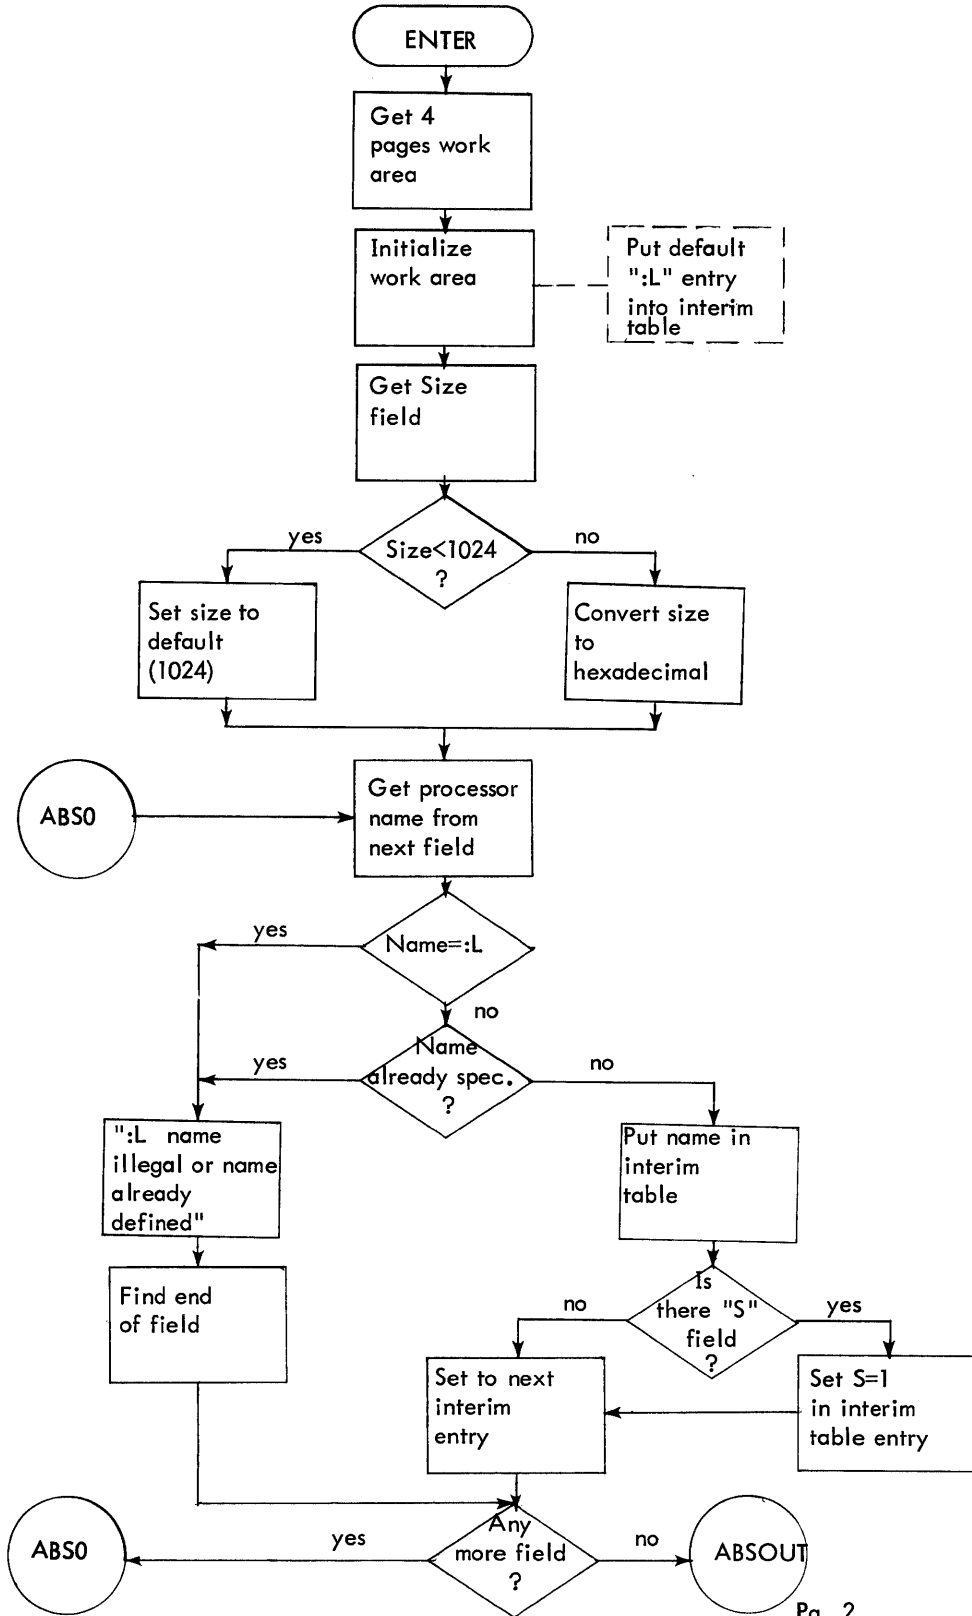 ENTER
Get 4
pages work
area
Initialize
work area
Put default
":L" entry
into interim
table
Get Size
field
yes
Size<1024
?
no
Set size to
default
(1024)
Convert size
to
hexadecimal
ABS0
Get processor
name from
next field
yes
Name=:L
no
yes
Name
already spec.
?
no
":L name
illegal or name
already
defined"
Put name in
interim
table
Find end
of field
no
Is
there "S"
field
?
yes
Set to next
interim
entry
Set S=1
in interim
table entry
ABS0
yes
Any
more field
?
no
ABSOUT
Pa. 2